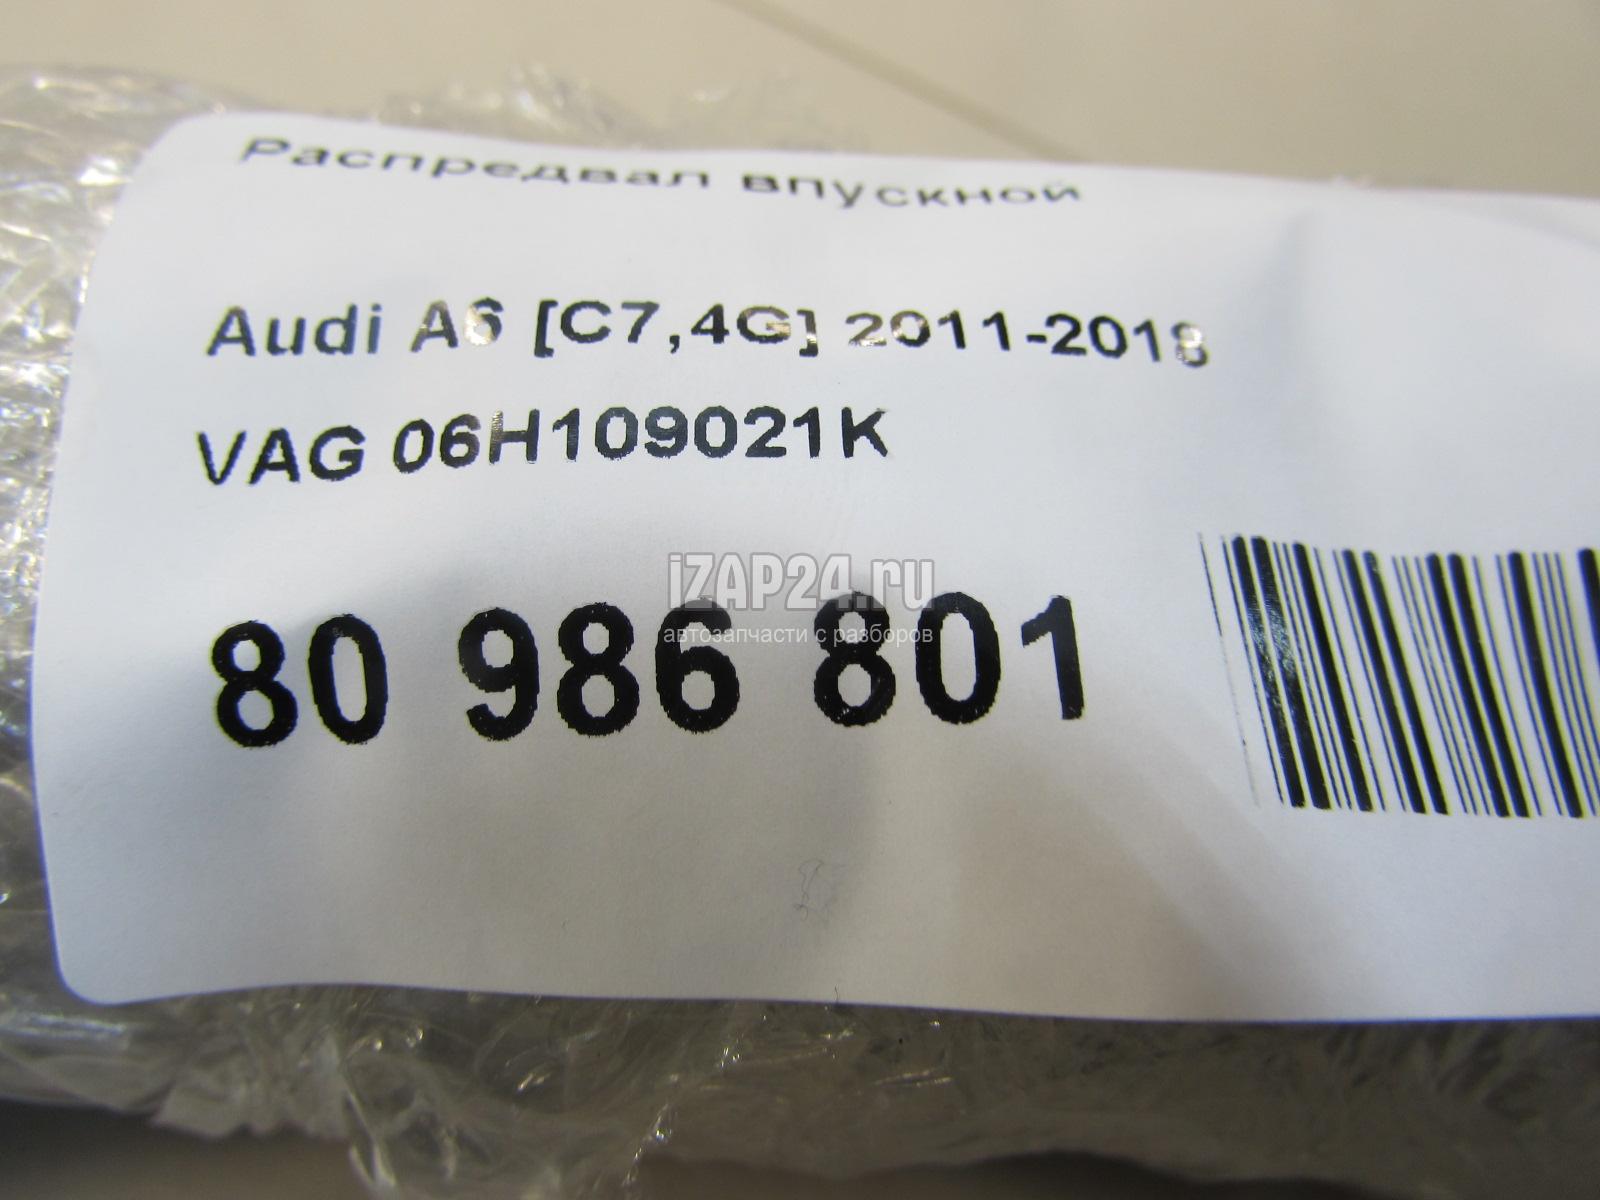 Распредвал впускной
Audi A6 [C7,4G] 2011-2018
VAG 06H109021K
iZAP24.ru
80 986 801
автозапчасти с разборов